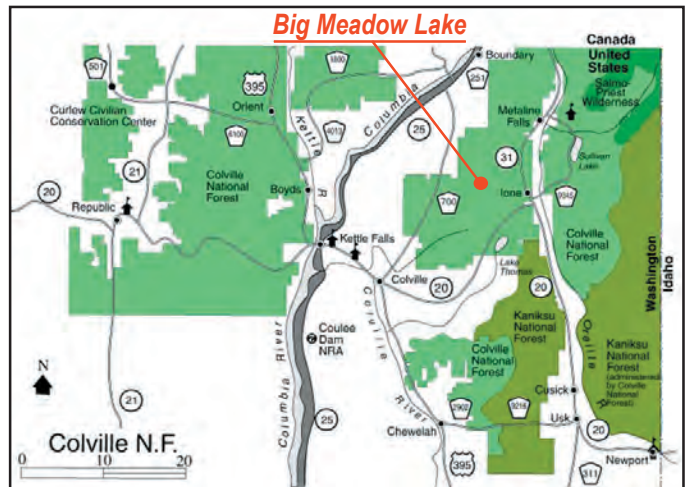 Big Meadow Lake
Canada
United
States
Salmo-
Priest
Wilderness
Boundary
501
395
1800
251
Orient
Curlew Civilian
Conservation Center
6100
4013
Kettle R
Columbia
25
Metaline
Falls
Sullivan
Lake
31
21
Colville
National
Forest
20
Republic
Boyds
700
Ione
9345
Kettle Falls
Colville
National
Forest
Lake
Thomas
Colville
20
20
Washington
Idaho
Coulee
Dam
NRA
Colville
River
Kaniksu
National
Forest
Pend Oreille R
Kaniksu
National
Forest
(administered
by Colville
National
Forest)
Colville
National
Forest
N
21
Columbia River
25
2902
9216
Cusick
Usk
20
Chewelah
Newport
395
311
Colville N.F.
0 10 20